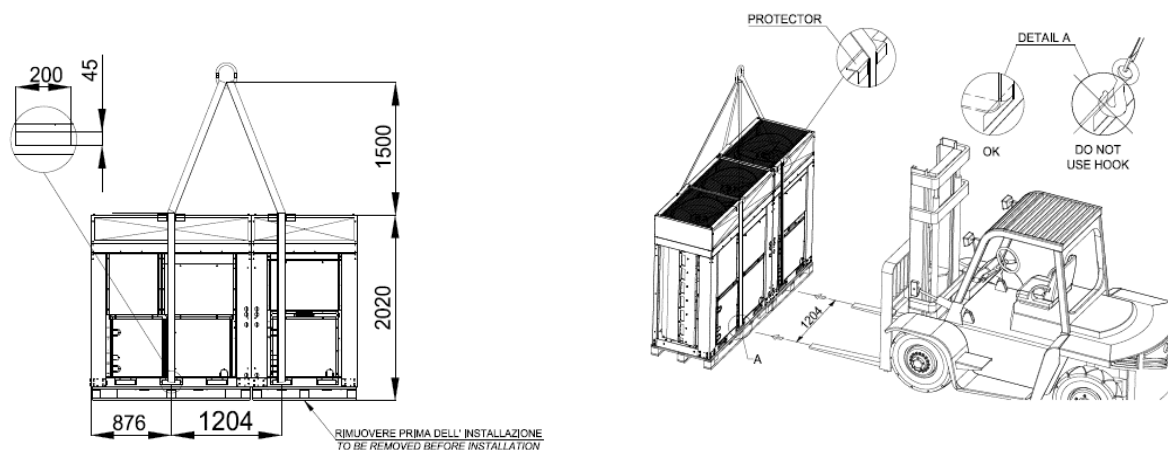 200
45
1500
2020
876
1204
RIMUOVERE PRIMA DELL' INSTALLAZIONE
TO BE REMOVED BEFORE INSTALLATION
PROTECTOR
DETAIL A
OK
DO NOT
USE HOOK
1204
A